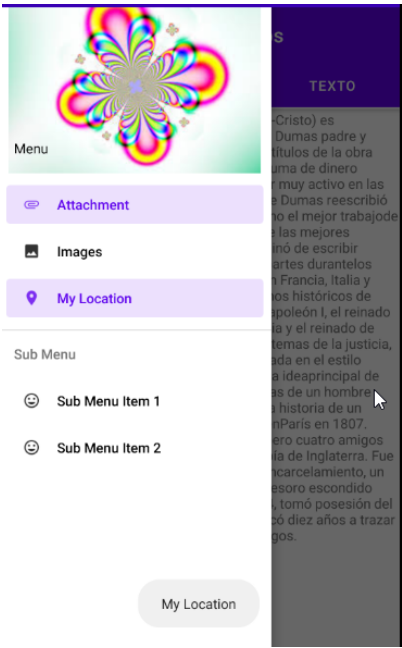 Menu
Attachment
Images
My Location
Sub Menu
Sub Menu Item 1
Sub Menu Item 2
My Location
S
TEXTO
-Cristo) es
Dumas padre y
títulos de la obra
uma de dinero
r muy activo en las
e Dumas reescribió
no el mejor trabajode
las mejores
inó de escribir
artes durantelos
n Francia, Italia y
nos históricos de
apoleón I, el reinado
ia y el reinado de
temas de la justicia,
ada en el estilo
a ideaprincipal de
as de un hombre
a historia de un
nParís en 1807.
ero cuatro amigos
ía de Inglaterra. Fue
ncarcelamiento, un
esoro escondido
, tomó posesión del
có diez años a trazar
gos.